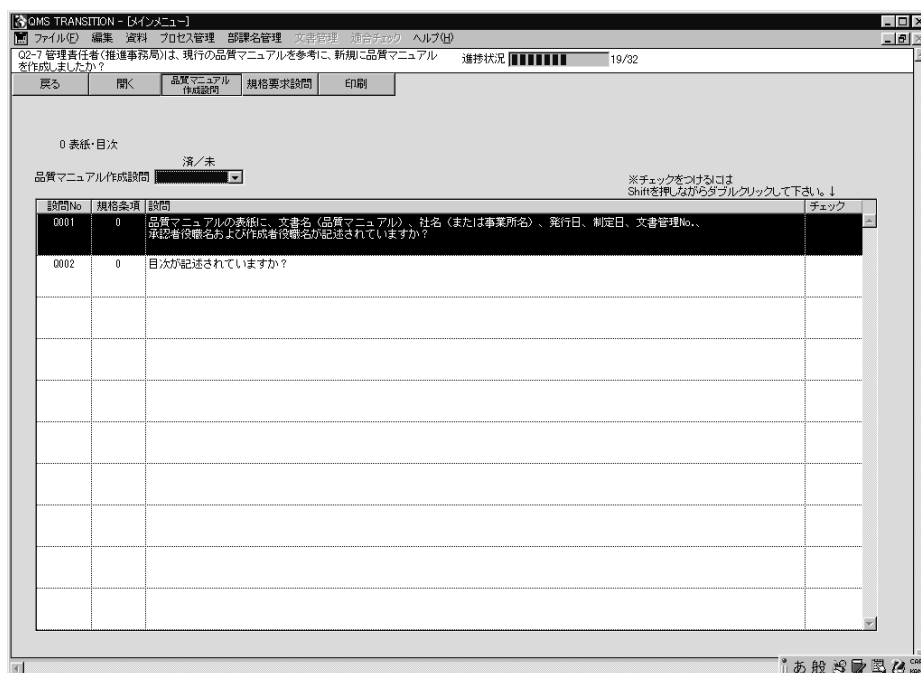 QMS TRANSITION - [メインメニュー]
ファイル(F) 編集 資料 プロセス管理 部課名管理 文書管理 適合チェック ヘルプ(H)
Q2-7 管理責任者(推進事務局)は、現行の品質マニュアルを参考に、新規に品質マニュアル
を作成しましたか?
進捗状況 19/32
戻る 開く 品質マニュアル作成設問 規格要求設問 印刷
0 表紙・目次
済/未
品質マニュアル作成設問
※チェックをつけるには
Shiftを押しながらダブルクリックして下さい。↓
設問No 規格条項 設問 チェック
Q001 0 品質マニュアルの表紙に、文書名(品質マニュアル)、社名(または事業所名)、発行日、制定日、文書管理No.、
承認者役職名および作成者役職名が記述されていますか?
Q002 0 目次が記述されていますか?
あ 般